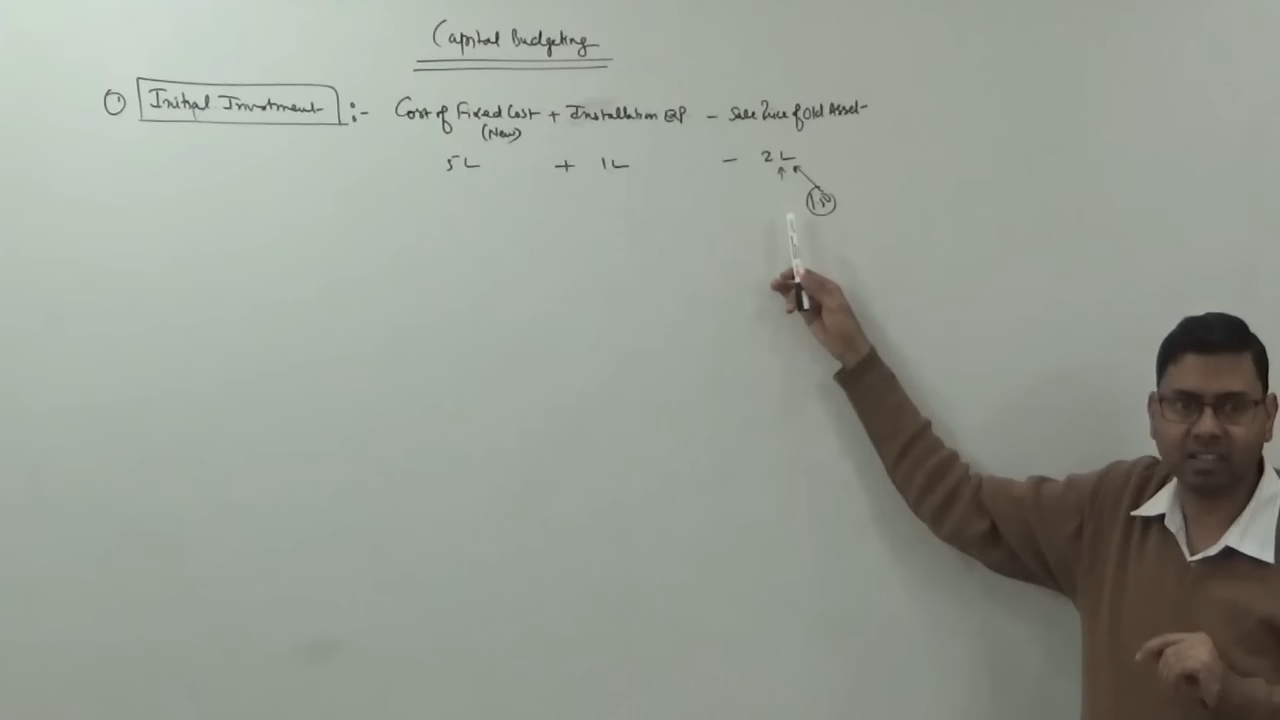 Capital Budgeting
① Initial Investment :- Cost of Fixed Cost + Installation Exp - Sale Price of Old Asset
(New)
5L + 1L - 2L
1.50